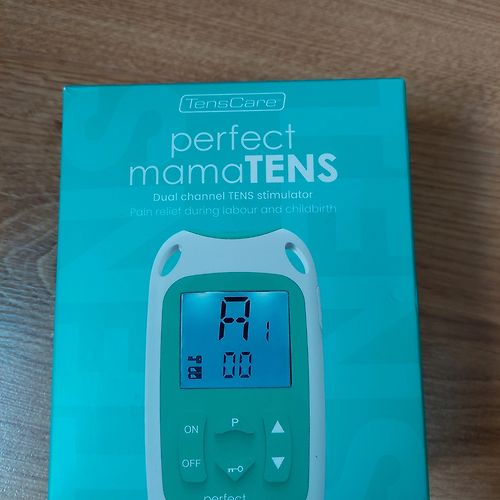 TensCare
perfect
mamaTENS
Dual channel TENS stimulator
Pain relief during labour and childbirth
A1
00
ON P
OFF
perfect